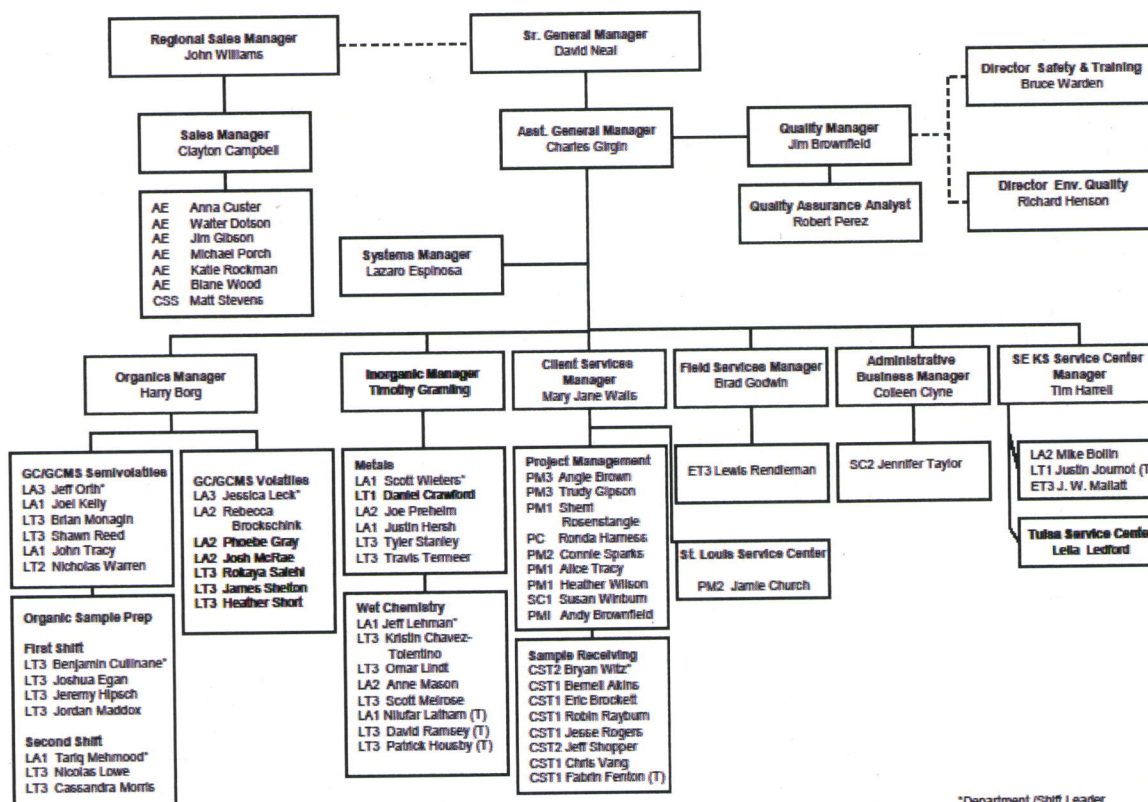 Regional Sales Manager
John Williams
Sr. General Manager
David Neal
Director Safety & Training
Bruce Warden
Sales Manager
Clayton Campbell
Asst. General Manager
Charles Girgin
Quality Manager
Jim Brownfield
Director Env. Quality
Richard Henson
Quality Assurance Analyst
Robert Perez
AE Anna Custer
AE Walter Dotson
AE Jim Gibson
AE Michael Porch
AE Katie Rockman
AE Blane Wood
CSS Matt Stevens
Systems Manager
Lazaro Espinosa
Organics Manager
Harry Borg
Inorganic Manager
Timothy Gramling
Client Services
Manager
Mary Jane Walls
Field Services Manager
Brad Godwin
Administrative
Business Manager
Colleen Clyne
SE KS Service Center
Manager
Tim Harrell
GC/GCMS Semivolatiles
LA3 Jeff Orth*
LA1 Joel Kelly
LT3 Brian Monagin
LT3 Shawn Reed
LA1 John Tracy
LT2 Nicholas Warren
GC/GCMS Volatiles
LA3 Jessica Leck*
LA2 Rebecca
Brockschink
LA2 Phoebe Gray
LA2 Josh McRae
LT3 Rokaya Salehi
LT3 James Shelton
LT3 Heather Short
Metals
LA1 Scott Wieters*
LT1 Daniel Crawford
LA2 Joe Preheim
LA1 Justin Hersh
LT3 Tyler Stanley
LT3 Travis Termeer
Project Management
PM3 Angie Brown
PM3 Trudy Gipson
PM1 Sherri
Rosenstangle
PC Ronda Harness
PM2 Connie Sparks
PM1 Alice Tracy
PM1 Heather Wilson
SC1 Susan Winburn
PMI Andy Brownfield
ET3 Lewis Rendleman
SC2 Jennifer Taylor
LA2 Mike Bollin
LT1 Justin Journot (T
ET3 J. W. Mallatt
Tulsa Service Center
Leila Ledford
St. Louis Service Center
PM2 Jamie Church
Organic Sample Prep
First Shift
LT3 Benjamin Cullinane*
LT3 Joshua Egan
LT3 Jeremy Hipsch
LT3 Jordan Maddox
Second Shift
LA1 Tariq Mehmood*
LT3 Nicolas Lowe
LT3 Cassandra Morris
Wet Chemistry
LA1 Jeff Lehman*
LT3 Kristin Chavez-
Tolentino
LT3 Omar Lindt
LA2 Anne Mason
LT3 Scott Melrose
LA1 Nilufar Latham (T)
LT3 David Ramsey (T)
LT3 Patrick Housby (T)
Sample Receiving
CST2 Bryan Witz*
CST1 Bernell Akins
CST1 Eric Brockett
CST1 Robin Rayburn
CST1 Jesse Rogers
CST2 Jeff Shopper
CST1 Chris Vang
CST1 Fabrin Fenton (T)
*Department /Shift Leader